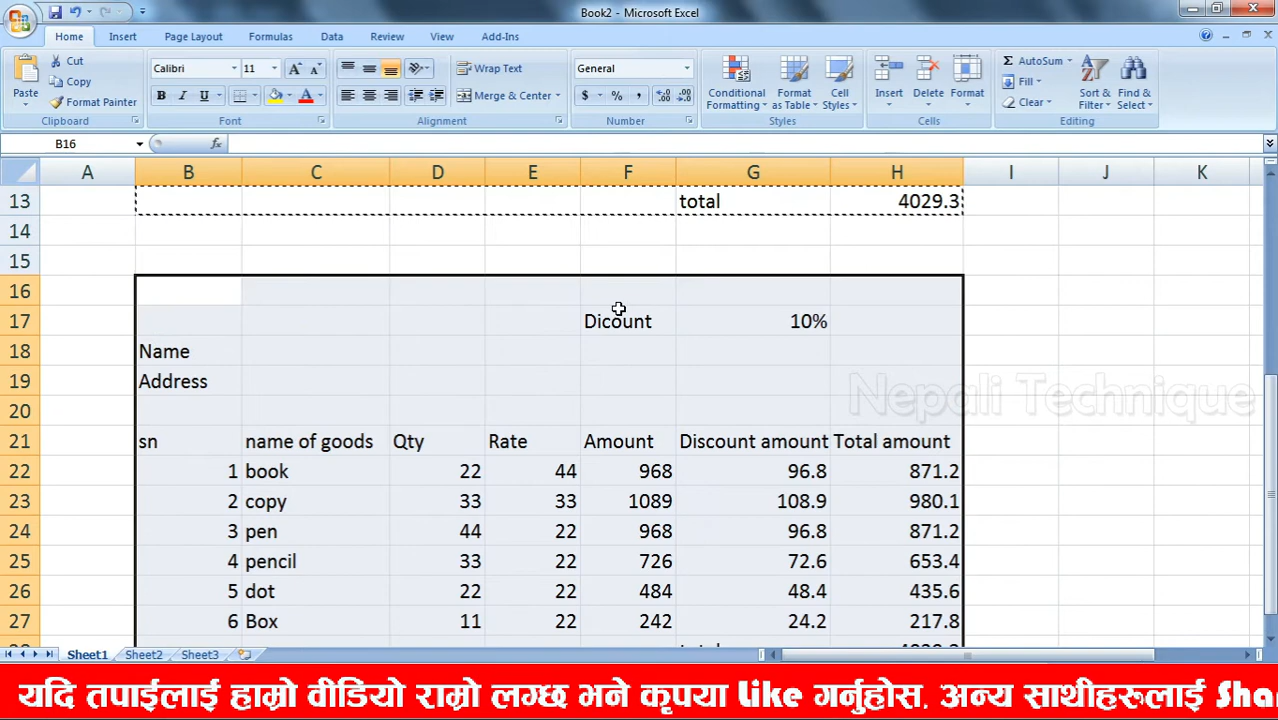 Book2 - Microsoft Excel
Home Insert Page Layout Formulas Data Review View Add-Ins
Paste Cut Copy Format Painter Clipboard
Calibri 11 B I U Font
Wrap Text Merge & Center Alignment
General $ % , Number
Conditional Formatting Format as Table Cell Styles Styles
Insert Delete Format Cells
AutoSum Fill Clear Sort & Filter Find & Select Editing
B16 fx
A B C D E F G H I J K
13 total 4029.3
14
15
16
17 Dicount 10%
18 Name
19 Address
20
21 sn name of goods Qty Rate Amount Discount amount Total amount
22 1 book 22 44 968 96.8 871.2
23 2 copy 33 33 1089 108.9 980.1
24 3 pen 44 22 968 96.8 871.2
25 4 pencil 33 22 726 72.6 653.4
26 5 dot 22 22 484 48.4 435.6
27 6 Box 11 22 242 24.2 217.8
Nepali Technique
Sheet1 Sheet2 Sheet3
यदि तपाईलाई हाम्रो वीडियो राम्रो लग्छ भने कृपया Like गर्नुहोस्. अन्य साथीहरुलाई Sha